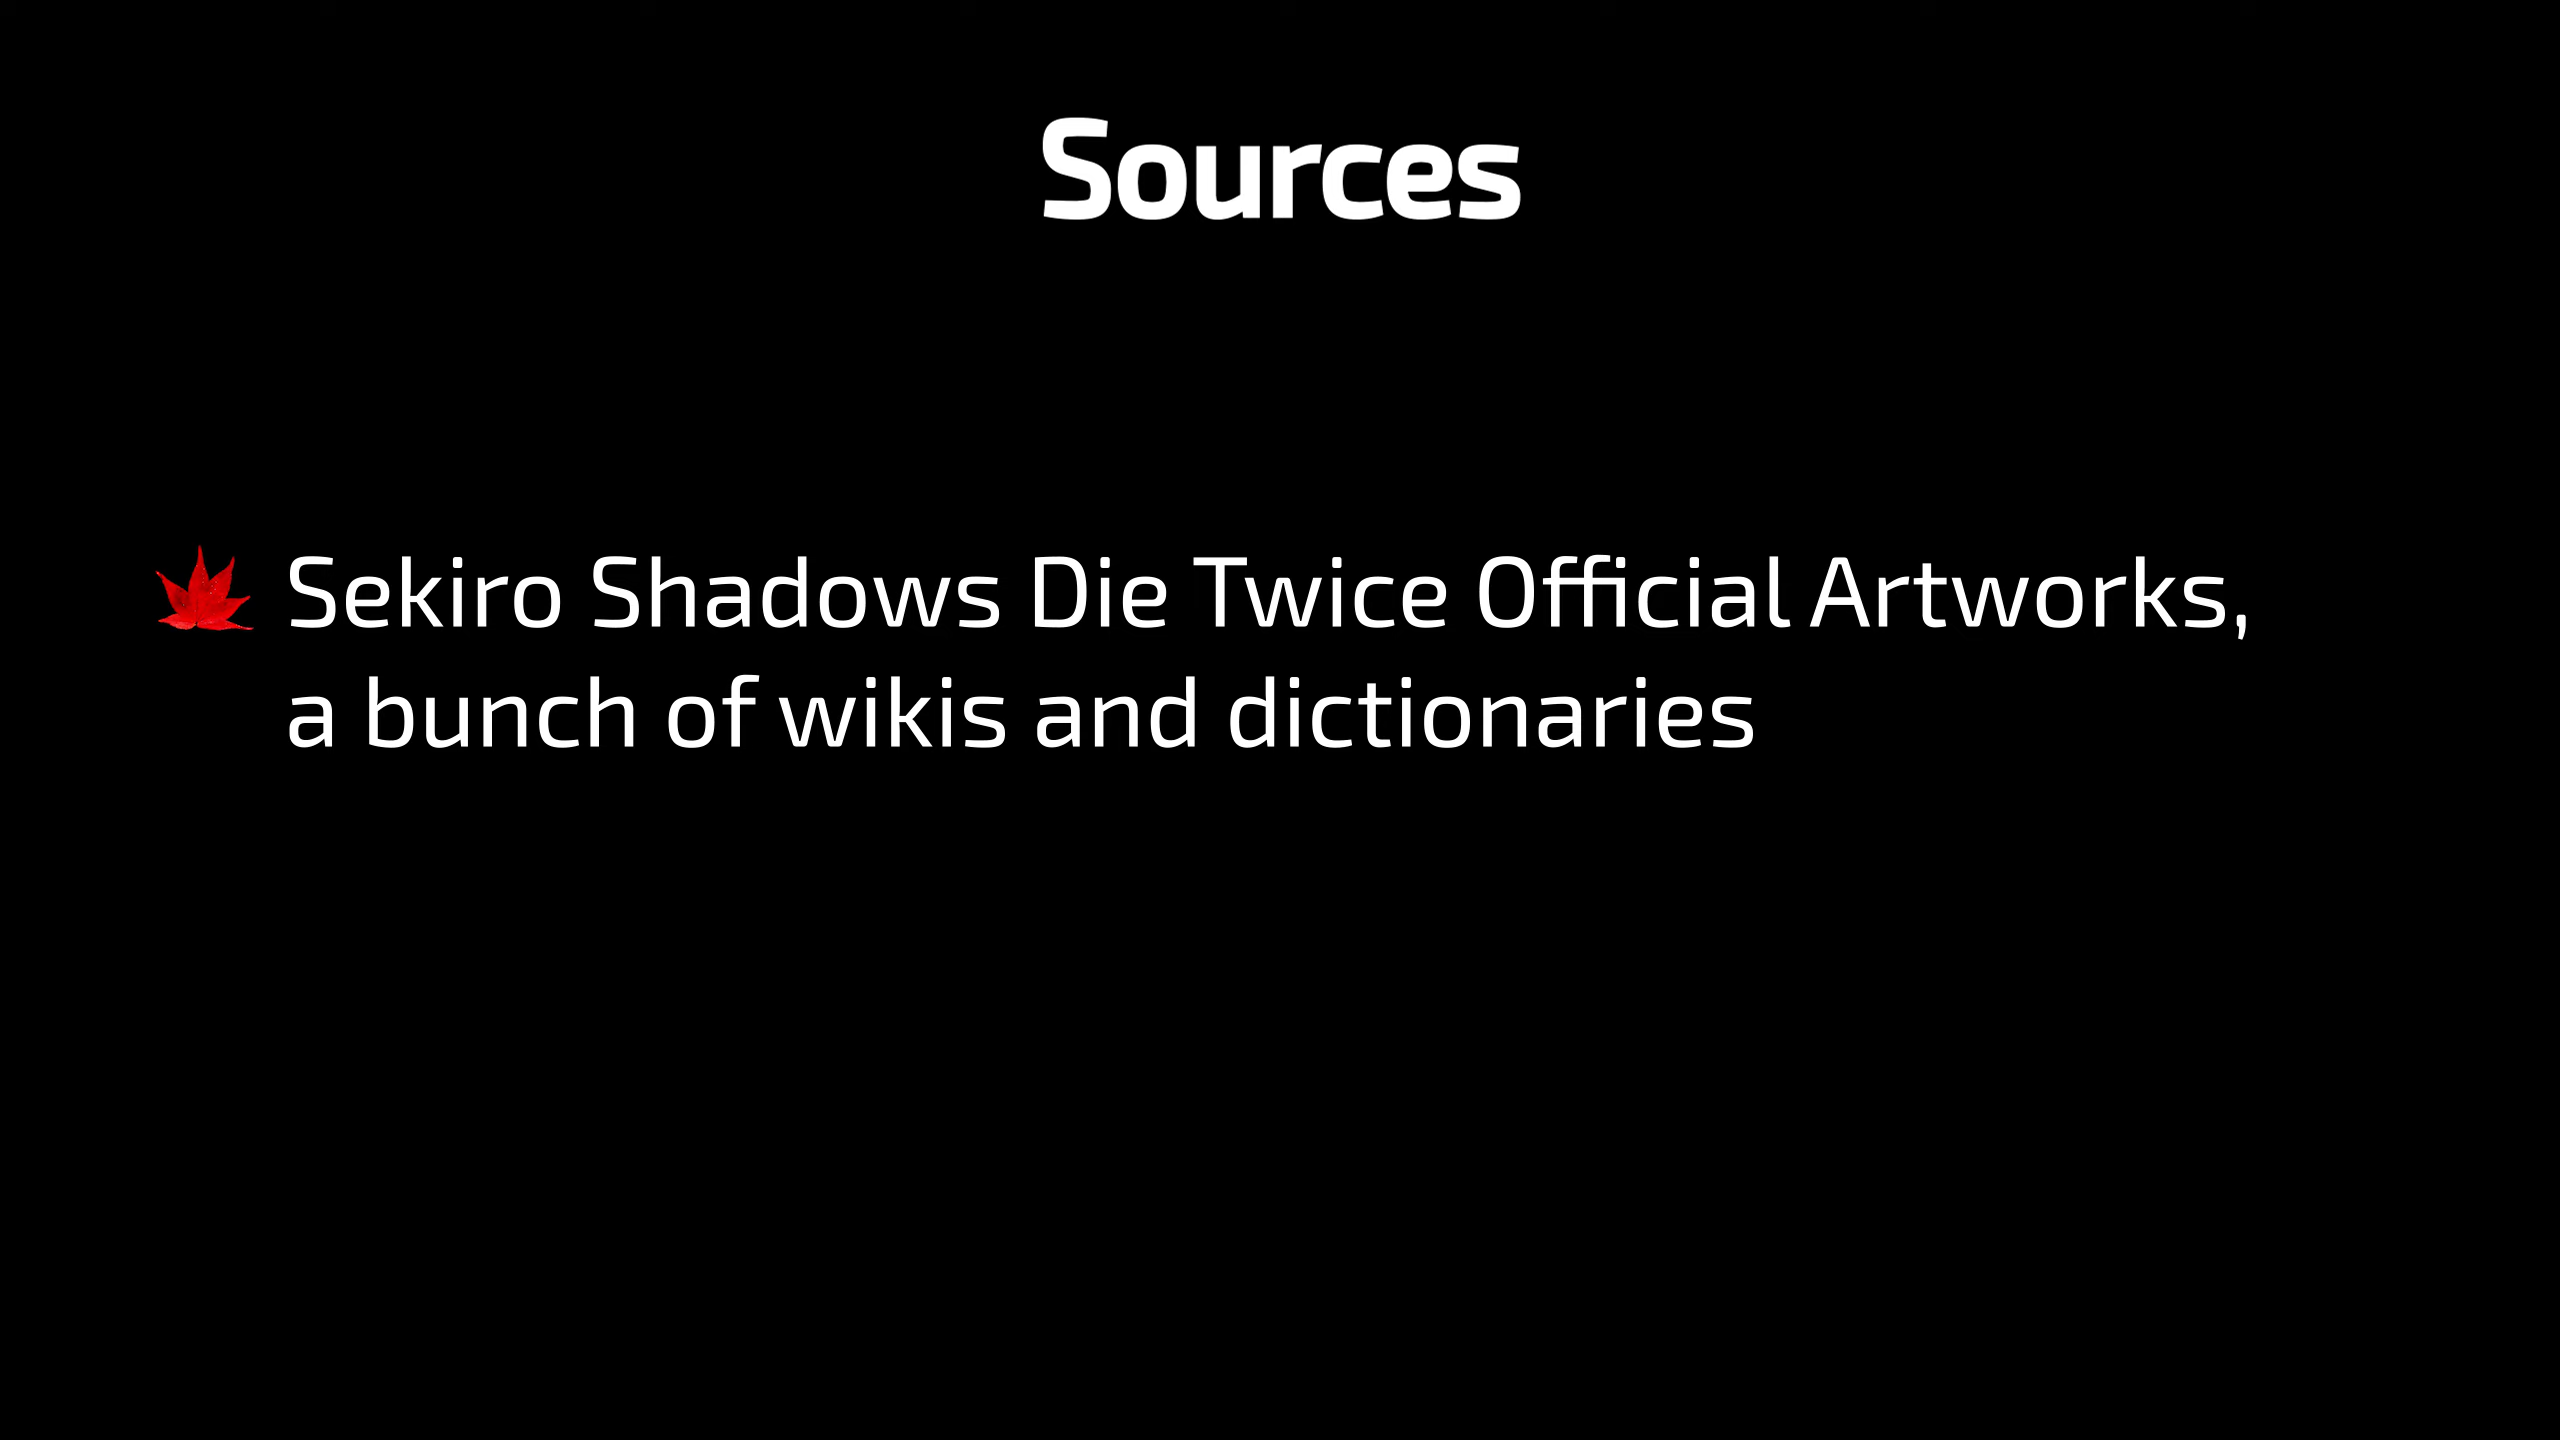 Sources
Sekiro Shadows Die Twice Official Artworks,
a bunch of wikis and dictionaries